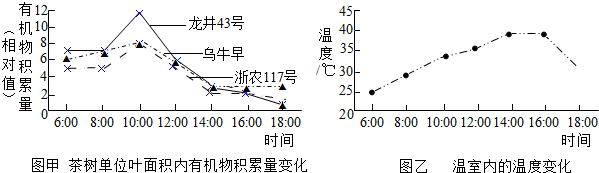 有机物积累量（相对值）
12
10
8
6
4
2
0
龙井43号
乌牛早
浙农117号
6:00 8:00 10:00 12:00 14:00 16:00 18:00
时间
图甲 茶树单位叶面积内有机物积累量变化
温度/℃
45
40
35
30
25
20
6:00 8:00 10:00 12:00 14:00 16:00 18:00
时间
图乙 温室内的温度变化